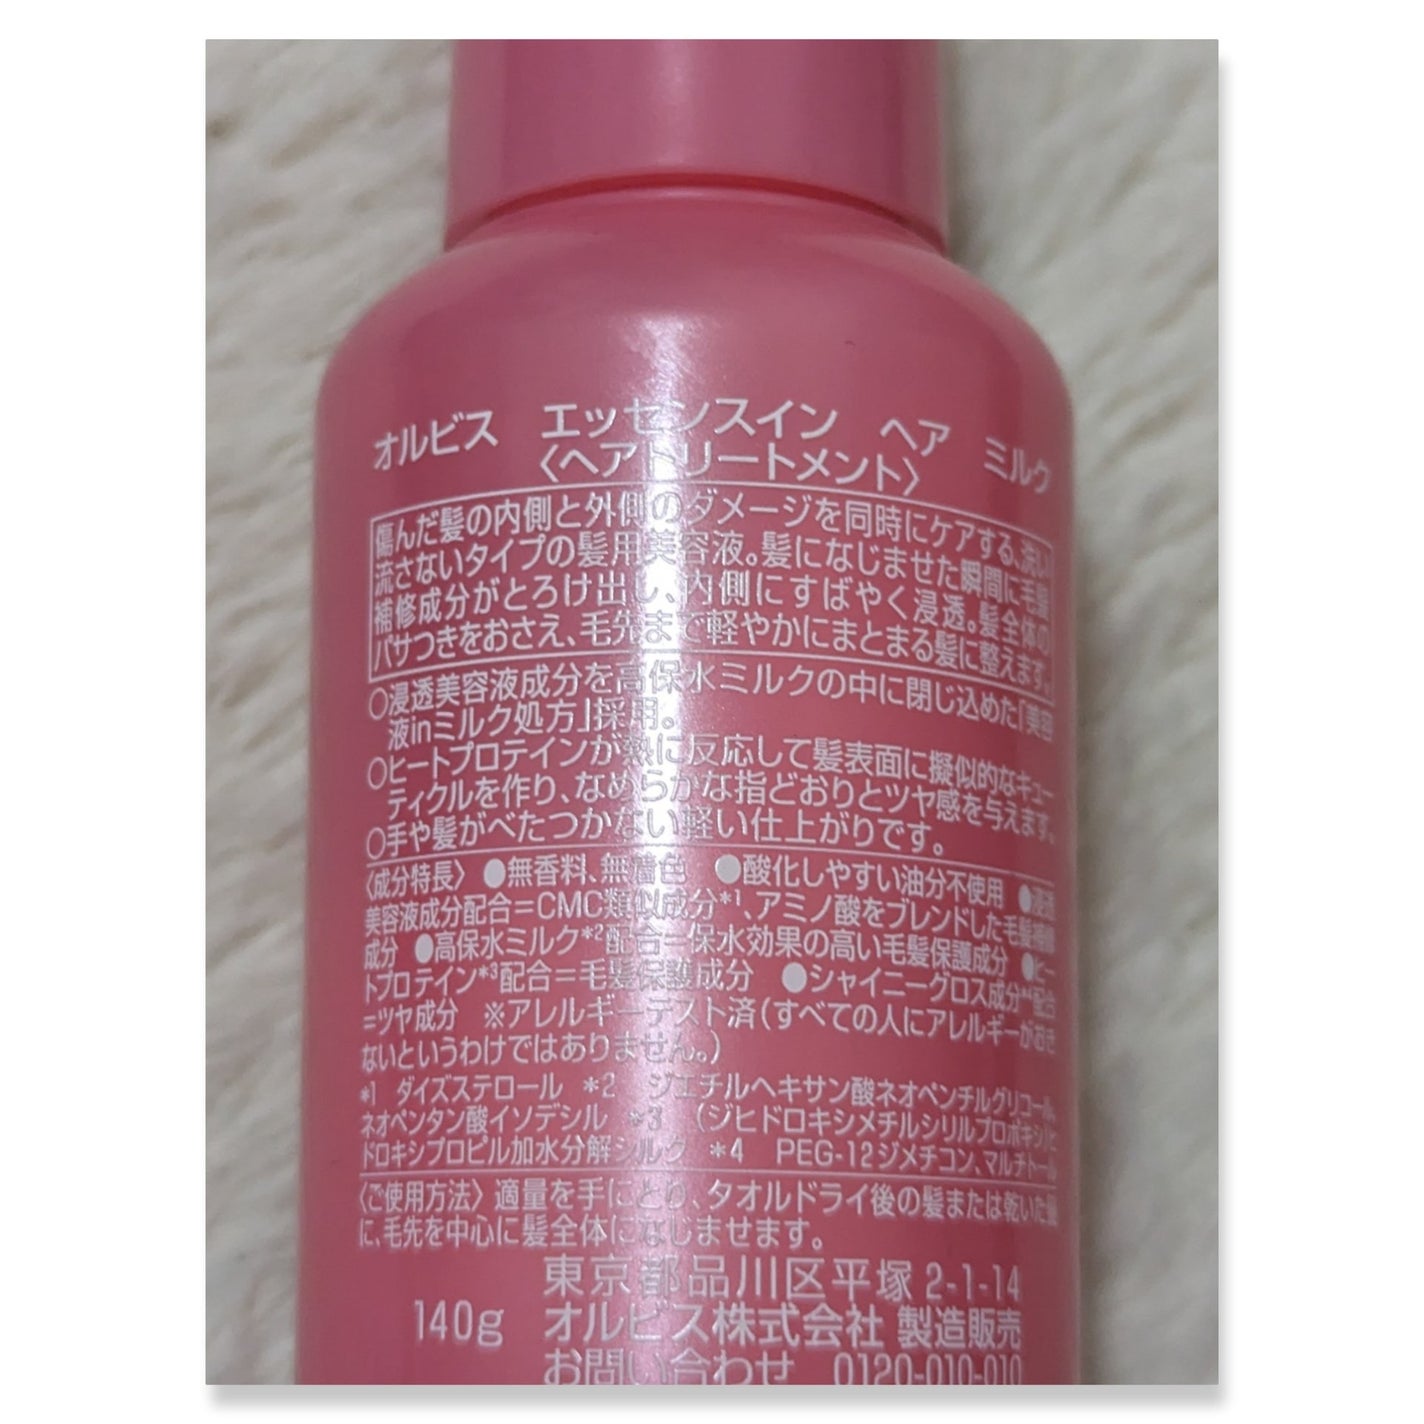 オルビス エッセンスイン ヘア ミルク
〈ヘアトリートメント〉
傷んだ髪の内側と外側のダメージを同時にケアする、洗い
流さないタイプの髪用美容液。髪になじませた瞬間に毛髪
補修成分がとろけ出し、内側にすばやく浸透。髪全体の
パサつきをおさえ、毛先まで軽やかにまとまる髪に整えます。
○浸透美容液成分を高保水ミルクの中に閉じ込めた「美容
液inミルク処方」採用。
○ヒートプロテインが熱に反応して髪表面に擬似的なキュー
ティクルを作り、なめらかな指どおりとツヤ感を与えます。
○手や髪がべたつかない軽い仕上がりです。
〈成分特長〉 ●無香料、無着色 ●酸化しやすい油分不使用 ●浸透
美容液成分配合=CMC類似成分*1、アミノ酸をブレンドした毛髪補修
成分 ●高保水ミルク*2配合=保水効果の高い毛髪保護成分 ●ヒー
トプロテイン*3配合=毛髪保護成分 ●シャイニーグロス成分*4配合
=ツヤ成分 ※アレルギーテスト済(すべての人にアレルギーがおき
ないというわけではありません。)
*1 ダイズステロール *2 ジエチルヘキサン酸ネオペンチルグリコール、
ネオペンタン酸イソデシル *3 (ジヒドロキシメチルシリルプロポキシ)ヒ
ドロキシプロピル加水分解シルク *4 PEG-12ジメチコン、マルチトール
〈ご使用方法〉適量を手にとり、タオルドライ後の髪または乾いた髪
に、毛先を中心に髪全体になじませます。
東京都品川区平塚2-1-14
140g オルビス株式会社 製造販売
お問い合わせ 0120-010-010